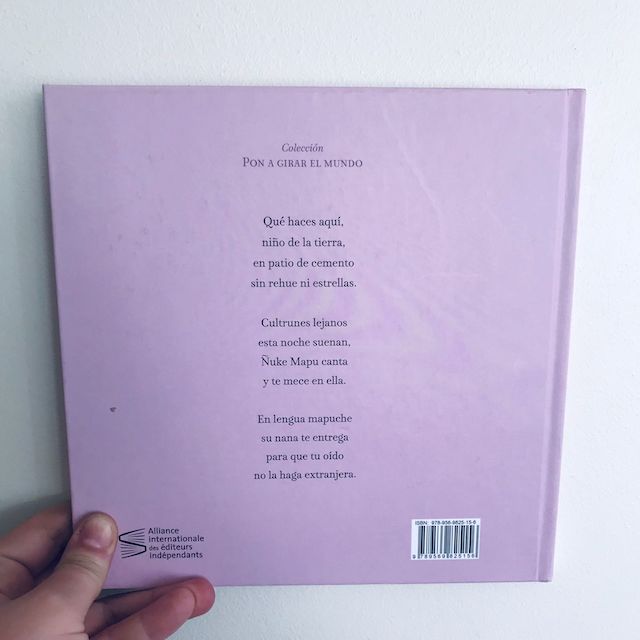 Colección
PON A GIRAR EL MUNDO
Qué haces aquí,
niño de la tierra,
en patio de cemento
sin rehue ni estrellas.
Cultrunes lejanos
esta noche suenan,
Ñuke Mapu canta
y te mece en ella.
En lengua mapuche
su nana te entrega
para que tu oído
no la haga extranjera.
Alliance
internationale
des éditeurs
indépendants
ISBN: 978-956-9825-15-6
9 789569 825156